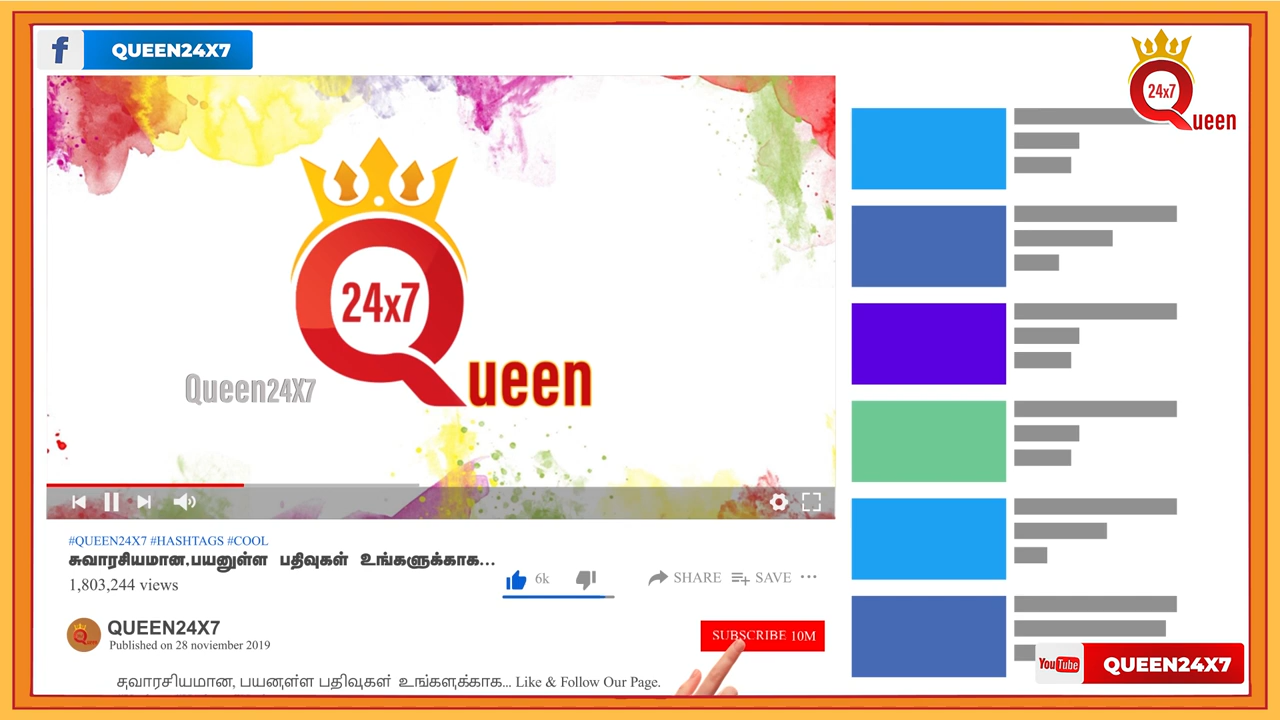 f QUEEN24X7
24x7
Queen
24x7
Queen
Queen24X7
#QUEEN24X7 #HASHTAGS #COOL
சுவாரசியமான.பயனுள்ள பதிவுகள் உங்களுக்காக...
1,803,244 views
6k
SHARE
SAVE
QUEEN24X7
Published on 28 noviember 2019
SUBSCRIBE 10M
சுவாரசியமான, பயனுள்ள பதிவுகள் உங்களுக்காக... Like & Follow Our Page.
YouTube QUEEN24X7